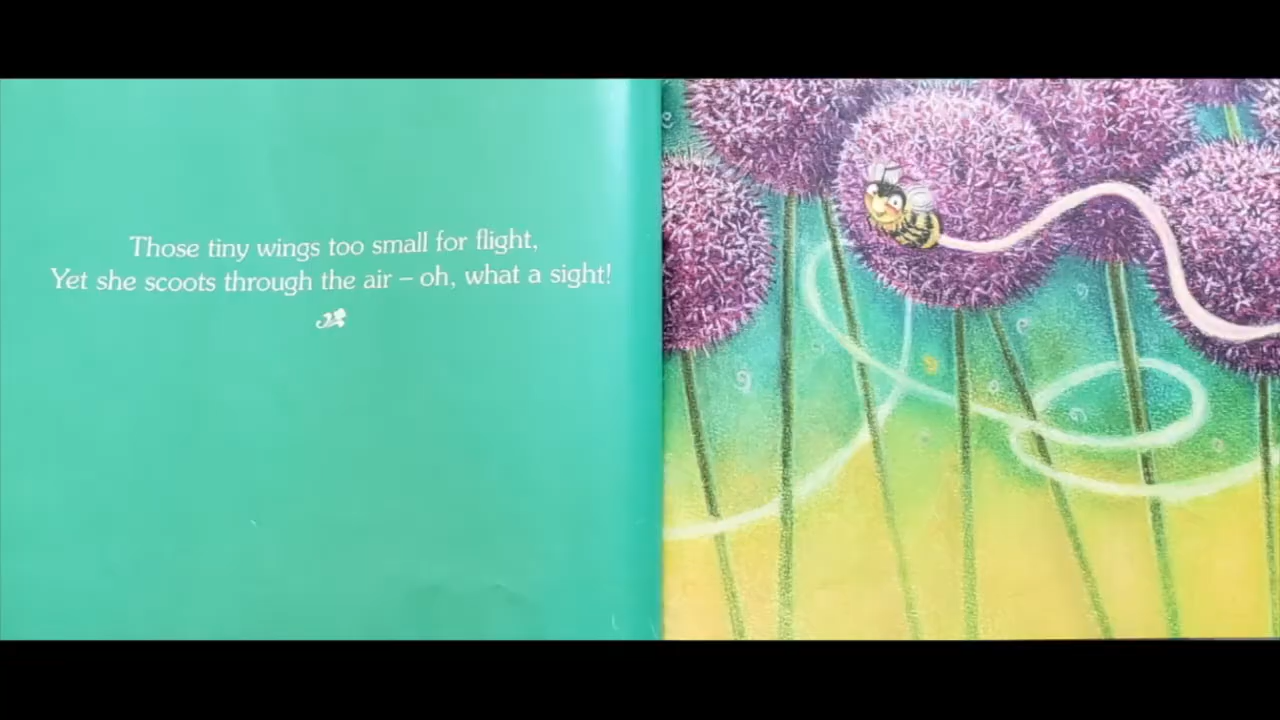 Those tiny wings too small for flight,
Yet she scoots through the air – oh, what a sight!